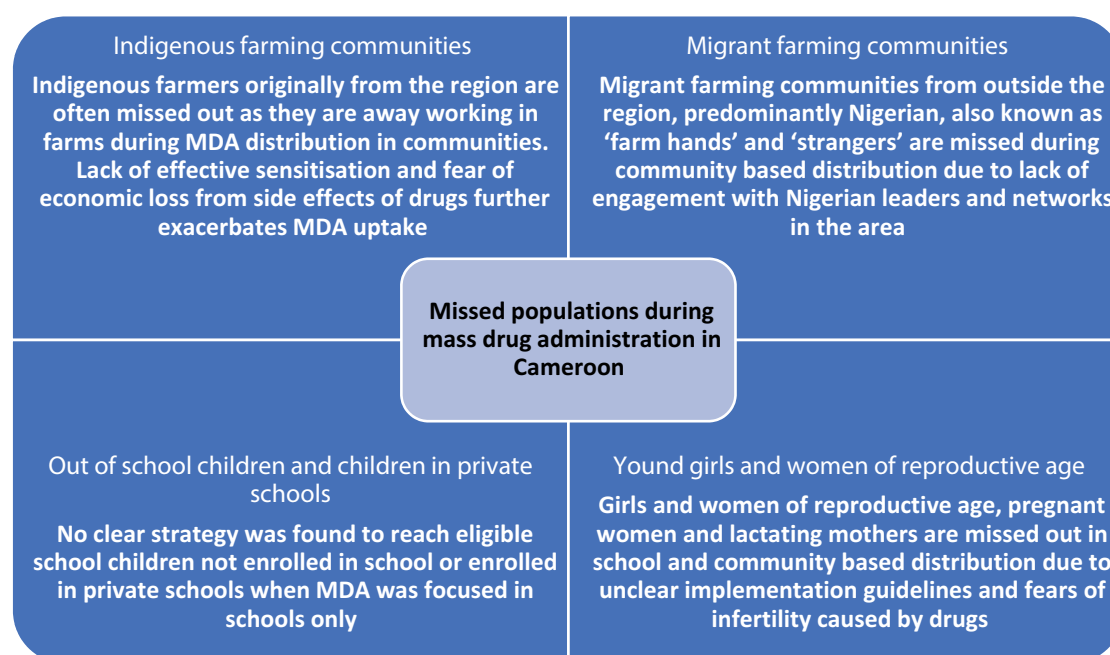 Indigenous farming communities
Indigenous farmers originally from the region are
often missed out as they are away working in
farms during MDA distribution in communities.
Lack of effective sensitisation and fear of
economic loss from side effects of drugs further
exacerbates MDA uptake
Migrant farming communities
Migrant farming communities from outside the
region, predominantly Nigerian, also known as
‘farm hands’ and ‘strangers’ are missed during
community based distribution due to lack of
engagement with Nigerian leaders and networks
in the area
Missed populations during
mass drug administration in
Cameroon
Out of school children and children in private
schools
No clear strategy was found to reach eligible
school children not enrolled in school or enrolled
in private schools when MDA was focused in
schools only
Young girls and women of reproductive age
Girls and women of reproductive age, pregnant
women and lactating mothers are missed out in
school and community based distribution due to
unclear implementation guidelines and fears of
infertility caused by drugs